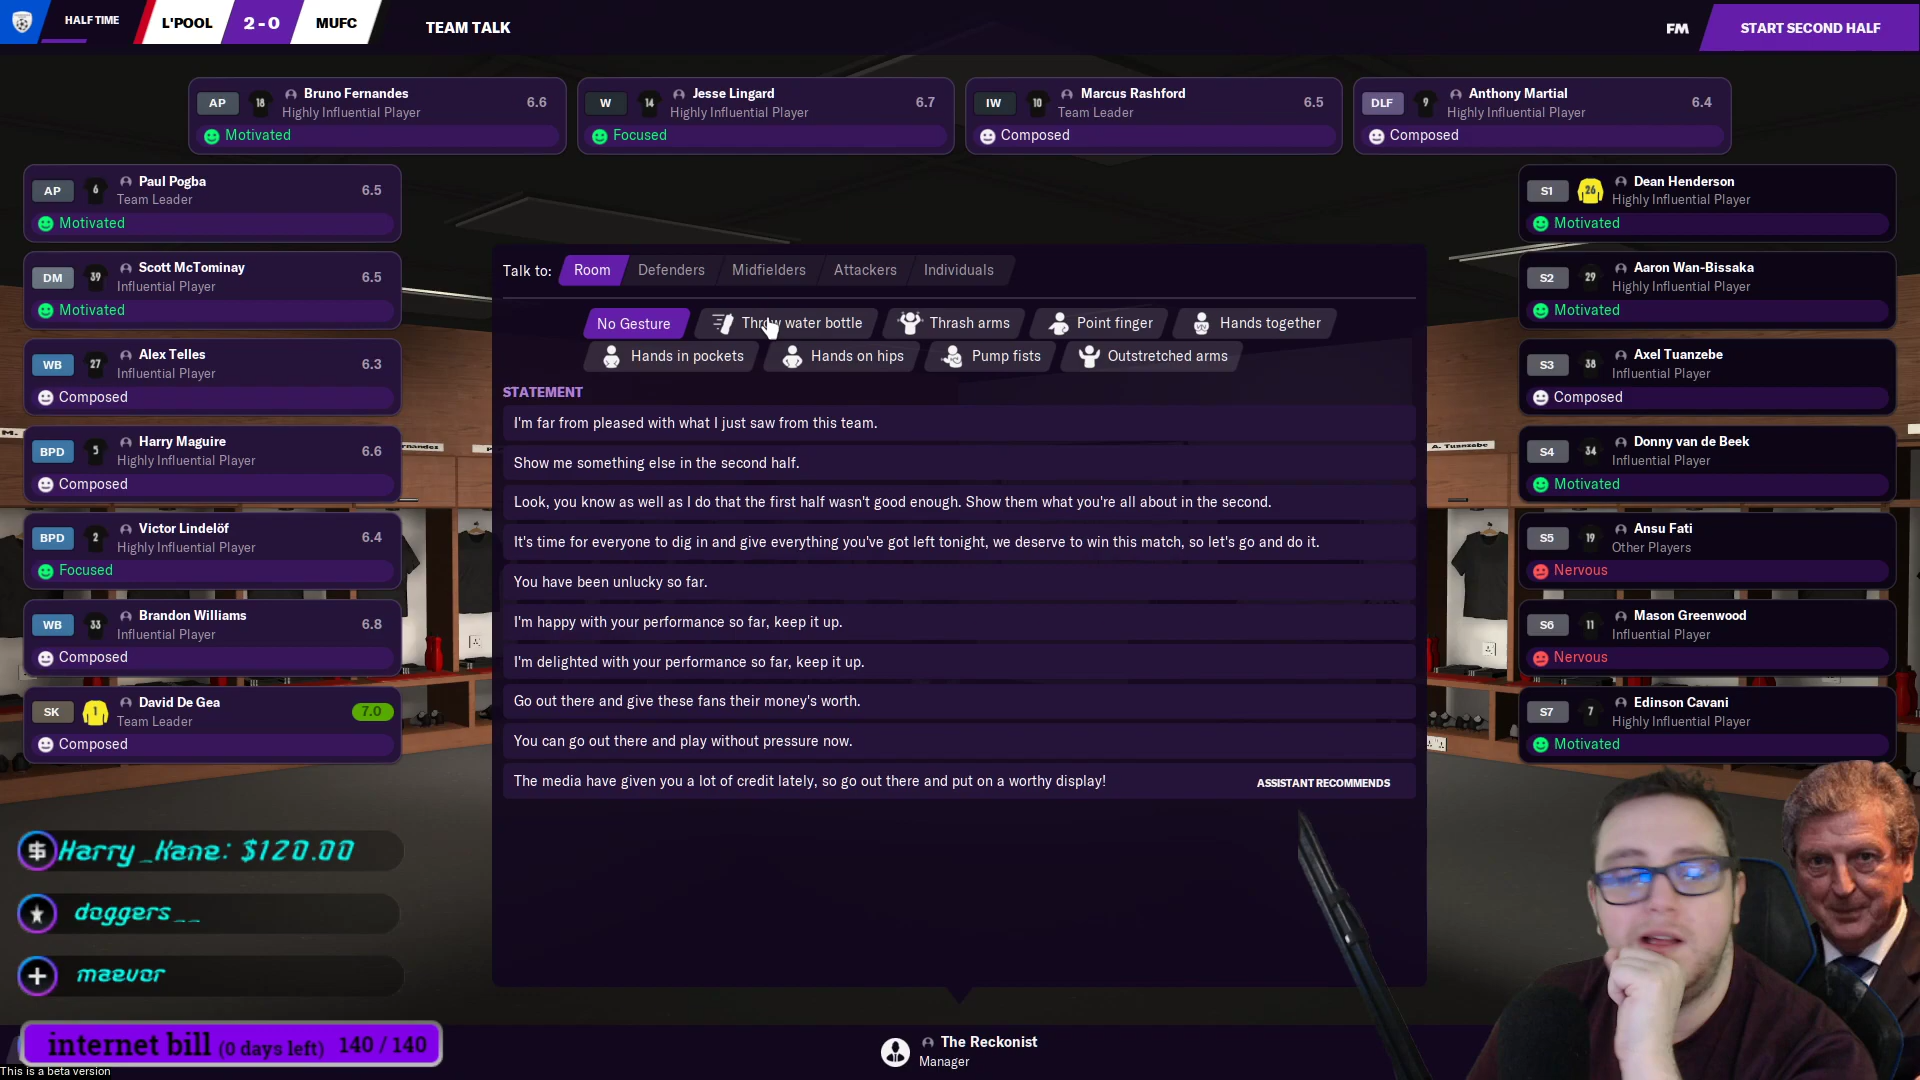 HALF TIME
L'POOL
2 - 0
MUFC
TEAM TALK
FM
START SECOND HALF
AP
18
Bruno Fernandes
Highly Influential Player
6.6
Motivated
W
14
Jesse Lingard
Highly Influential Player
6.7
Focused
IW
10
Marcus Rashford
Team Leader
6.5
Composed
DLF
9
Anthony Martial
Highly Influential Player
6.4
Composed
AP
6
Paul Pogba
Team Leader
6.5
Motivated
DM
39
Scott McTominay
Influential Player
6.5
Motivated
WB
27
Alex Telles
Influential Player
6.3
Composed
BPD
5
Harry Maguire
Highly Influential Player
6.6
Composed
BPD
2
Victor Lindelöf
Highly Influential Player
6.4
Focused
WB
33
Brandon Williams
Influential Player
6.8
Composed
SK
1
David De Gea
Team Leader
7.0
Composed
Talk to:
Room
Defenders
Midfielders
Attackers
Individuals
No Gesture
Throw water bottle
Thrash arms
Point finger
Hands together
Hands in pockets
Hands on hips
Pump fists
Outstretched arms
STATEMENT
I'm far from pleased with what I just saw from this team.
Show me something else in the second half.
Look, you know as well as I do that the first half wasn't good enough. Show them what you're all about in the second.
It's time for everyone to dig in and give everything you've got left tonight, we deserve to win this match, so let's go and do it.
You have been unlucky so far.
I'm happy with your performance so far, keep it up.
I'm delighted with your performance so far, keep it up.
Go out there and give these fans their money's worth.
You can go out there and play without pressure now.
The media have given you a lot of credit lately, so go out there and put on a worthy display!
ASSISTANT RECOMMENDS
S1
26
Dean Henderson
Highly Influential Player
Motivated
S2
29
Aaron Wan-Bissaka
Highly Influential Player
Motivated
S3
38
Axel Tuanzebe
Influential Player
Composed
S4
34
Donny van de Beek
Influential Player
Motivated
S5
19
Ansu Fati
Other Players
Nervous
S6
11
Mason Greenwood
Influential Player
Nervous
S7
7
Edinson Cavani
Highly Influential Player
Motivated
A. Tuanzebe
Harry_Kane: $120.00
doggers__
maevor
internet bill (0 days left) 140 / 140
This is a beta version
The Reckonist
Manager